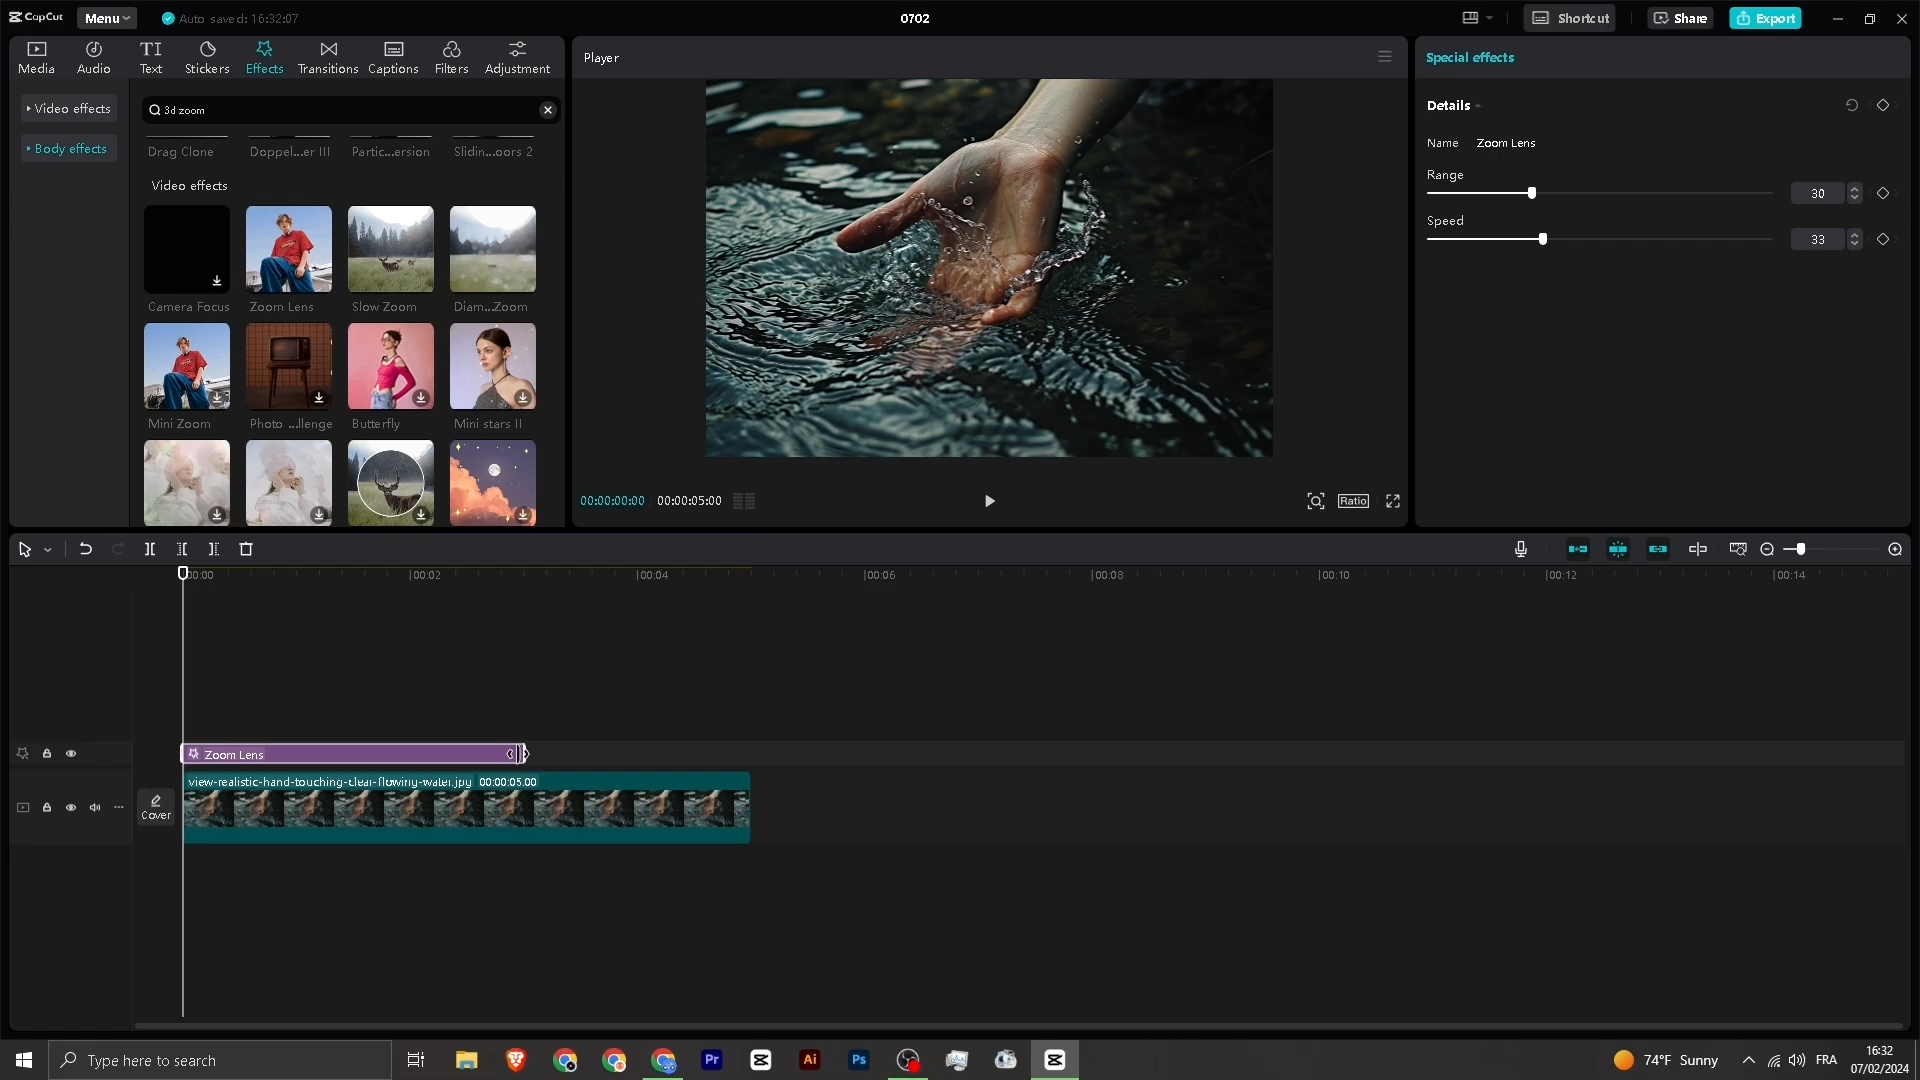 CapCut
Menu
Auto saved: 16:32:07
0702
Shortcut
Share
Export
Media
Audio
Text
Stickers
Effects
Transitions
Captions
Filters
Adjustment
Video effects
Body effects
3d zoom
Drag Clone
Doppel...er III
Partic...ersion
Slidin...oors 2
Video effects
Camera Focus
Zoom Lens
Slow Zoom
Diam...Zoom
Mini Zoom
Photo ...llenge
Butterfly
Mini stars II
Player
00:00:00:00
00:00:05:00
Ratio
Special effects
Details
Name Zoom Lens
Range
30
Speed
33
00:00
00:02
00:04
00:06
00:08
00:10
00:12
00:14
Zoom Lens
view-realistic-hand-touching-clear-flowing-water.jpg 00:00:05:00
Cover
Type here to search
Pr
Ai
Ps
74°F Sunny
FRA
16:32
07/02/2024